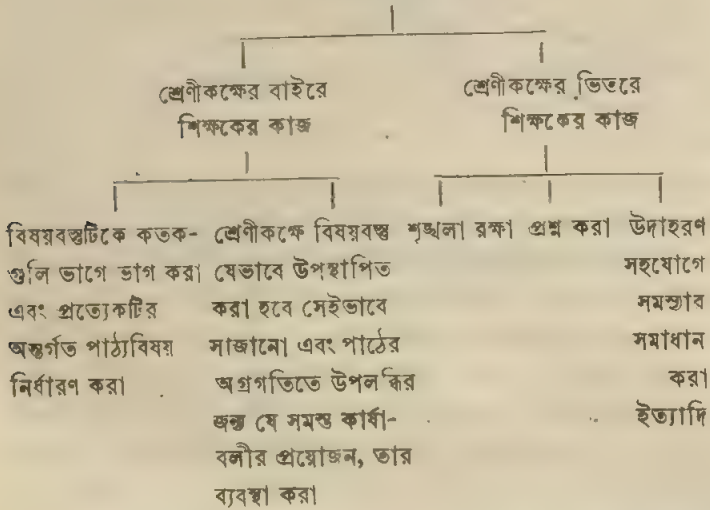 শ্রেণীকক্ষের বাইরে
শিক্ষকের কাজ
শ্রেণীকক্ষের ভিতরে
শিক্ষকের কাজ
বিষয়বস্তুটিকে কতক-
গুলি ভাগে ভাগ করা
এবং প্রত্যেকটির
অন্তর্গত পাঠ্যবিষয়
নির্ধারণ করা
শ্রেণীকক্ষে বিষয়বস্তু
যেভাবে উপস্থাপিত
করা হবে সেইভাবে
সাজানো এবং পাঠের
অগ্রগতিতে উপলব্ধির
জন্য যে সমস্ত কার্যা-
বলীর প্রয়োজন, তার
ব্যবস্থা করা
শৃঙ্খলা রক্ষা
প্রশ্ন করা
উদাহরণ
সহযোগে
সমস্যার
সমাধান
করা
ইত্যাদি